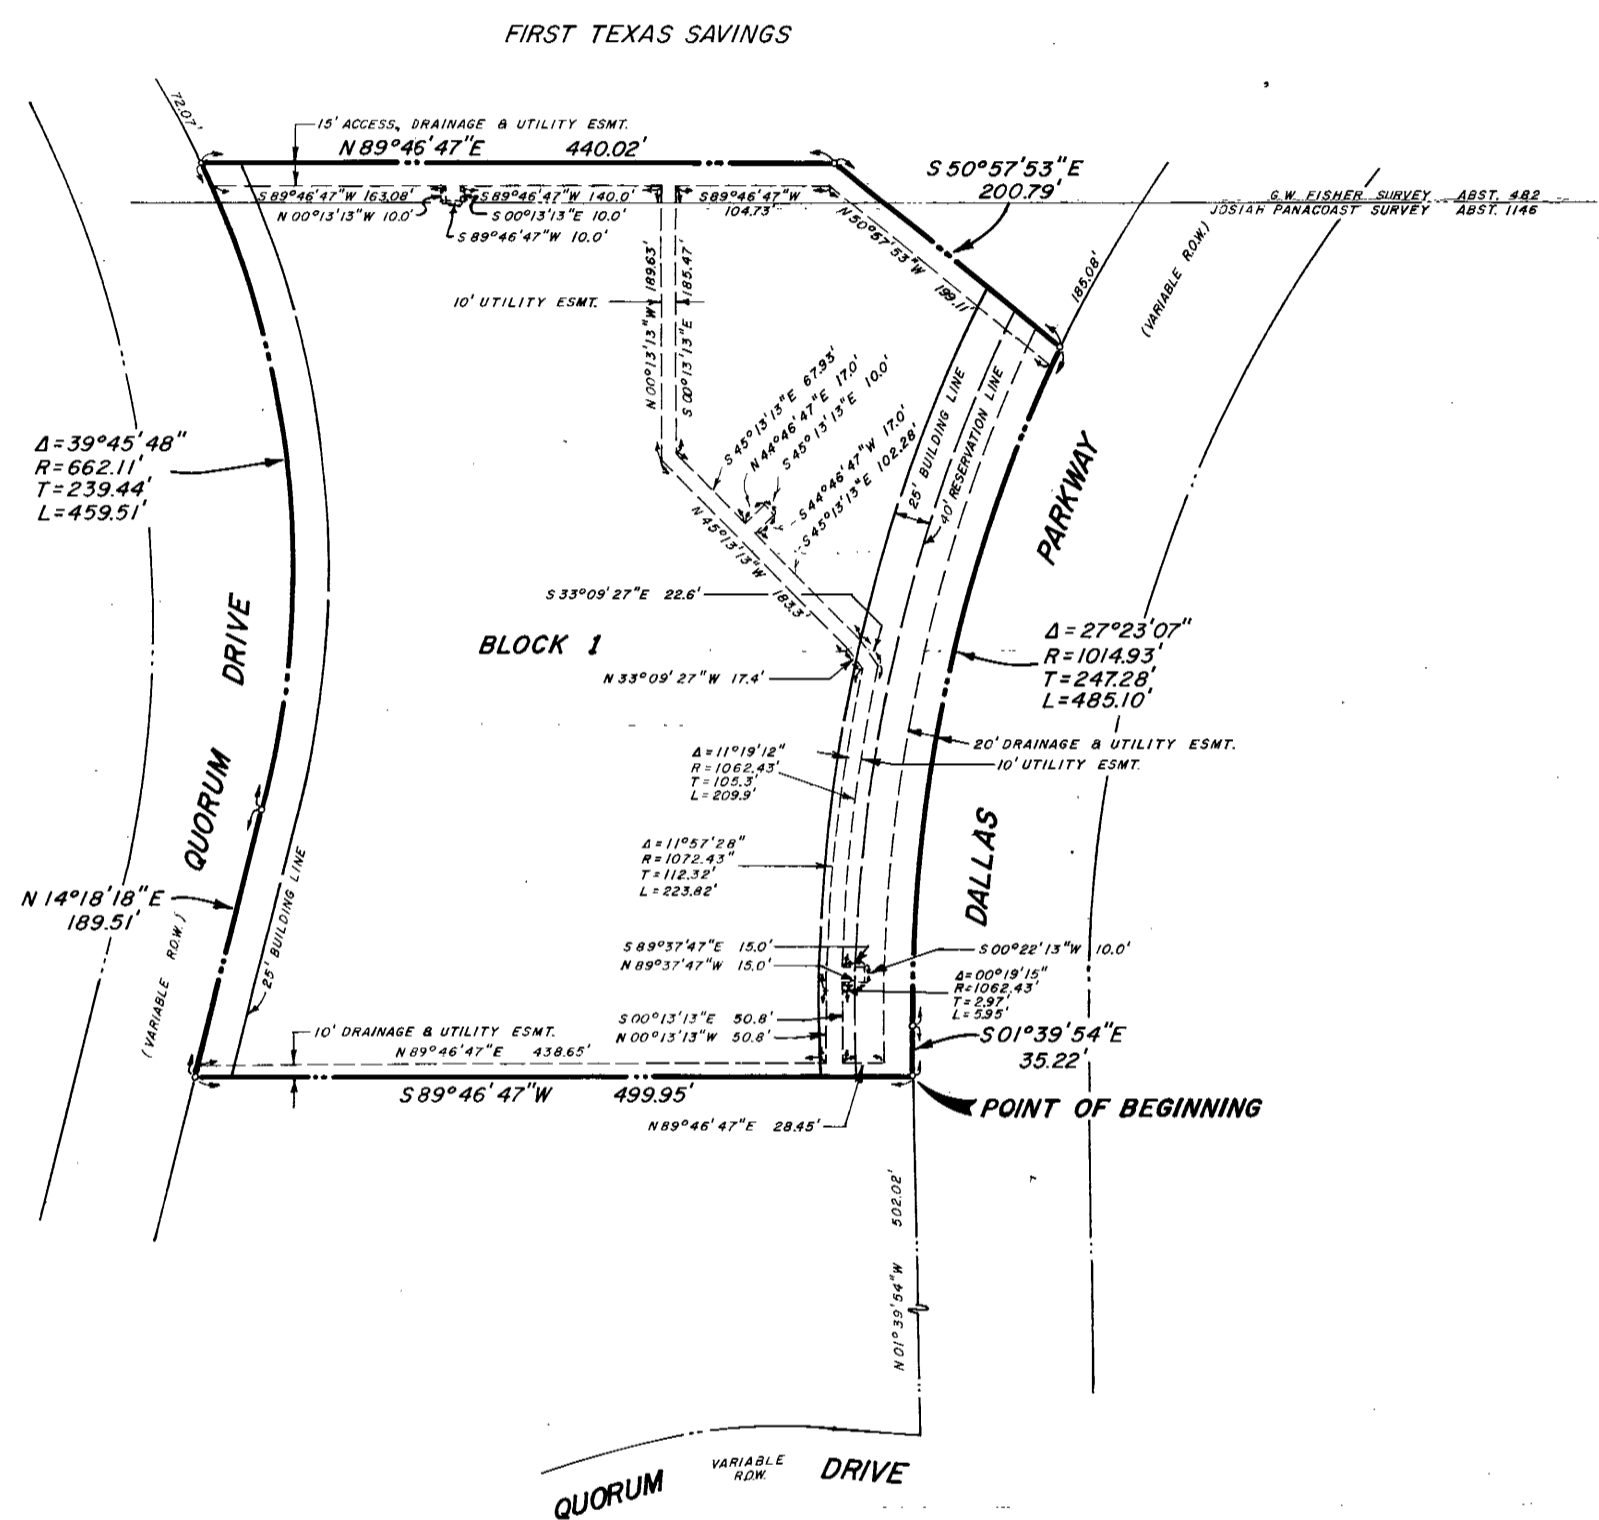 FIRST TEXAS SAVINGS
72.07'
15' ACCESS, DRAINAGE & UTILITY ESMT.
N 89°46'47"E 440.02'
S 50°57'53"E
200.79'
S 89°46'47"W 163.08'
S 89°46'47"W 140.0'
S 89°46'47"W
104.73'
N 00°13'13"W 10.0'
S 00°13'13"E 10.0'
S 89°46'47"W 10.0'
G.W. FISHER SURVEY ABST. 482
JOSIAH PANACOAST SURVEY ABST. 1146
N 50°57'53"W
199.11'
185.08'
(VARIABLE R.O.W.)
10' UTILITY ESMT.
N 00°13'13"W 189.63'
S 00°13'13"E 185.47'
S 45°13'13"E 67.93'
N 44°46'47"E 17.0'
S 45°13'13"E 10.0'
S 44°46'47"W 17.0'
S 45°13'13"E 102.28'
N 45°13'13"W 183.3'
25' BUILDING LINE
40' RESERVATION LINE
Δ=39°45'48"
R=662.11'
T=239.44'
L=459.51'
PARKWAY
S 33°09'27"E 22.6'
BLOCK 1
N 33°09'27"W 17.4'
Δ=27°23'07"
R=1014.93'
T=247.28'
L=485.10'
QUORUM DRIVE
20' DRAINAGE & UTILITY ESMT.
10' UTILITY ESMT.
Δ=11°19'12"
R=1062.43'
T=105.3'
L=209.9'
Δ=11°57'28"
R=1072.43"
T=112.32'
L=223.82'
DALLAS
N 14°18'18"E
189.51'
(VARIABLE R.O.W.)
25' BUILDING LINE
S 89°37'47"E 15.0'
N 89°37'47"W 15.0'
S 00°22'13"W 10.0'
Δ=00°19'15"
R=1062.43'
T=2.97'
L=5.95'
S 00°13'13"E 50.8'
N 00°13'13"W 50.8'
S 01°39'54"E
35.22'
10' DRAINAGE & UTILITY ESMT.
N 89°46'47"E 438.65'
S 89°46'47"W 499.95'
POINT OF BEGINNING
N 89°46'47"E 28.45'
N 01°39'54"W 502.02'
QUORUM DRIVE
VARIABLE
R.O.W.